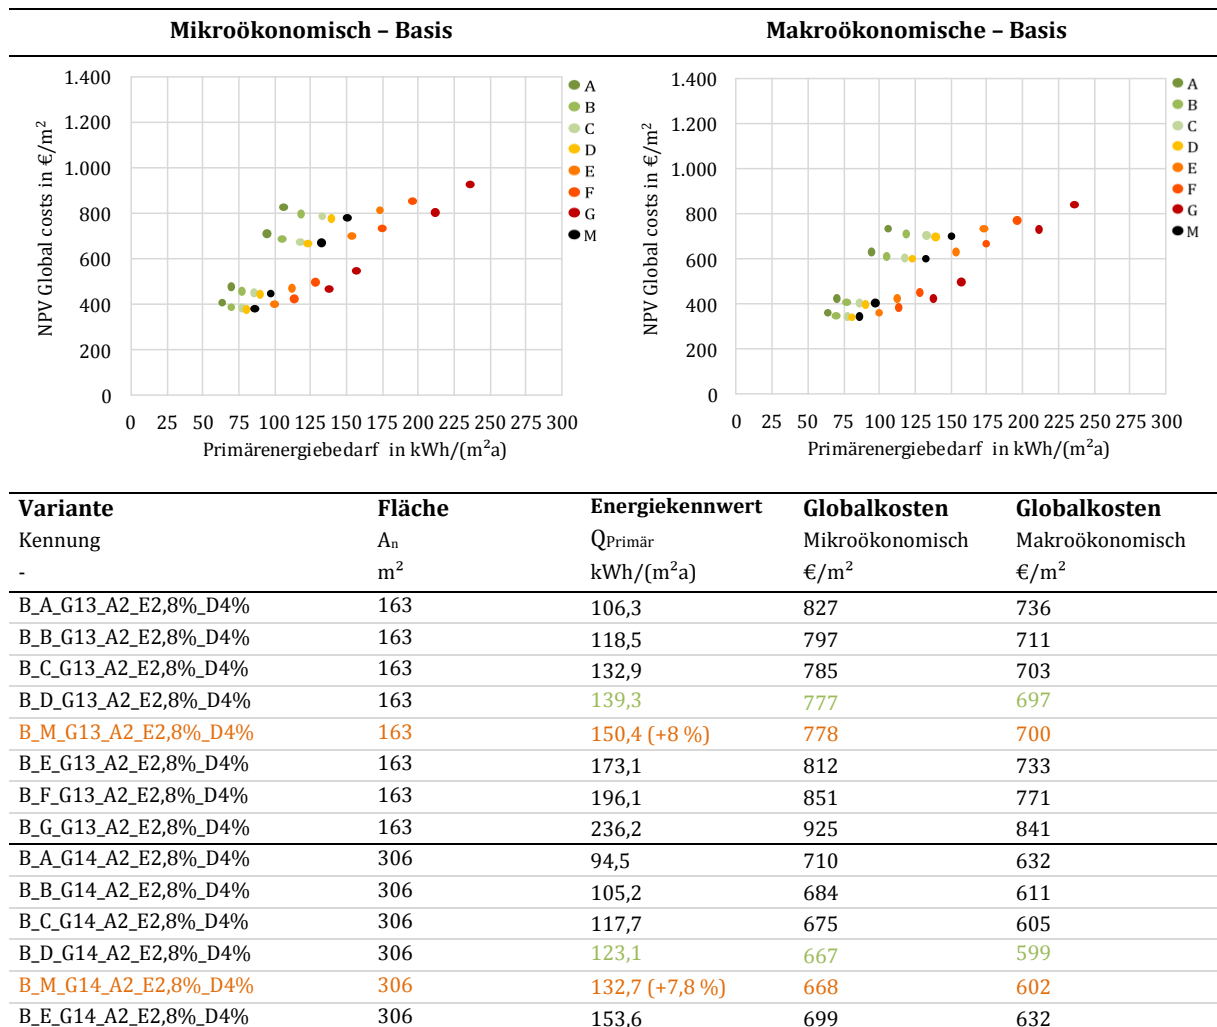 Mikroökonomisch – Basis
Makroökonomische – Basis
NPV Global costs in €/m²
1.400
1.200
1.000
800
600
400
200
0
0 25 50 75 100 125 150 175 200 225 250 275 300
Primärenergiebedarf in kWh/(m²a)
A
B
C
D
E
F
G
M
NPV Global costs in €/m²
1.400
1.200
1.000
800
600
400
200
0
0 25 50 75 100 125 150 175 200 225 250 275 300
Primärenergiebedarf in kWh/(m²a)
A
B
C
D
E
F
G
M
Variante Fläche Energiekennwert Globalkosten Globalkosten
Kennung An QPrimär Mikroökonomisch Makroökonomisch
- m² kWh/(m²a) €/m² €/m²
B_A_G13_A2_E2,8%_D4% 163 106,3 827 736
B_B_G13_A2_E2,8%_D4% 163 118,5 797 711
B_C_G13_A2_E2,8%_D4% 163 132,9 785 703
B_D_G13_A2_E2,8%_D4% 163 139,3 777 697
B_M_G13_A2_E2,8%_D4% 163 150,4 (+8 %) 778 700
B_E_G13_A2_E2,8%_D4% 163 173,1 812 733
B_F_G13_A2_E2,8%_D4% 163 196,1 851 771
B_G_G13_A2_E2,8%_D4% 163 236,2 925 841
B_A_G14_A2_E2,8%_D4% 306 94,5 710 632
B_B_G14_A2_E2,8%_D4% 306 105,2 684 611
B_C_G14_A2_E2,8%_D4% 306 117,7 675 605
B_D_G14_A2_E2,8%_D4% 306 123,1 667 599
B_M_G14_A2_E2,8%_D4% 306 132,7 (+7,8 %) 668 602
B_E_G14_A2_E2,8%_D4% 306 153,6 699 632